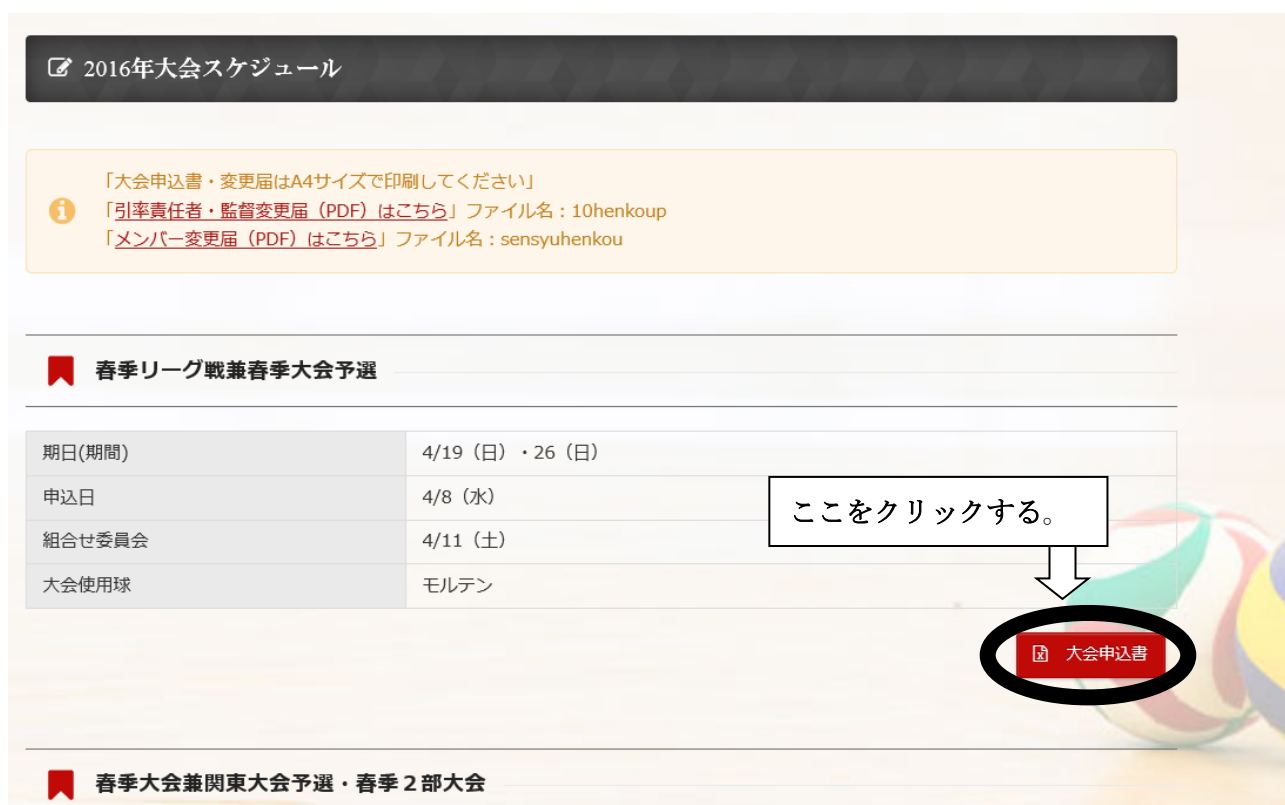 2016年大会スケジュール
「大会申込書・変更届はA4サイズで印刷してください」
「引率責任者・監督変更届（PDF）はこちら」ファイル名：10henkoup
「メンバー変更届（PDF）はこちら」ファイル名：sensyuhenkou
春季リーグ戦兼春季大会予選
期日(期間) 4/19（日）・26（日）
申込日 4/8（水）
ここをクリックする。
組合せ委員会 4/11（土）
大会使用球 モルテン
大会申込書
春季大会兼関東大会予選・春季２部大会